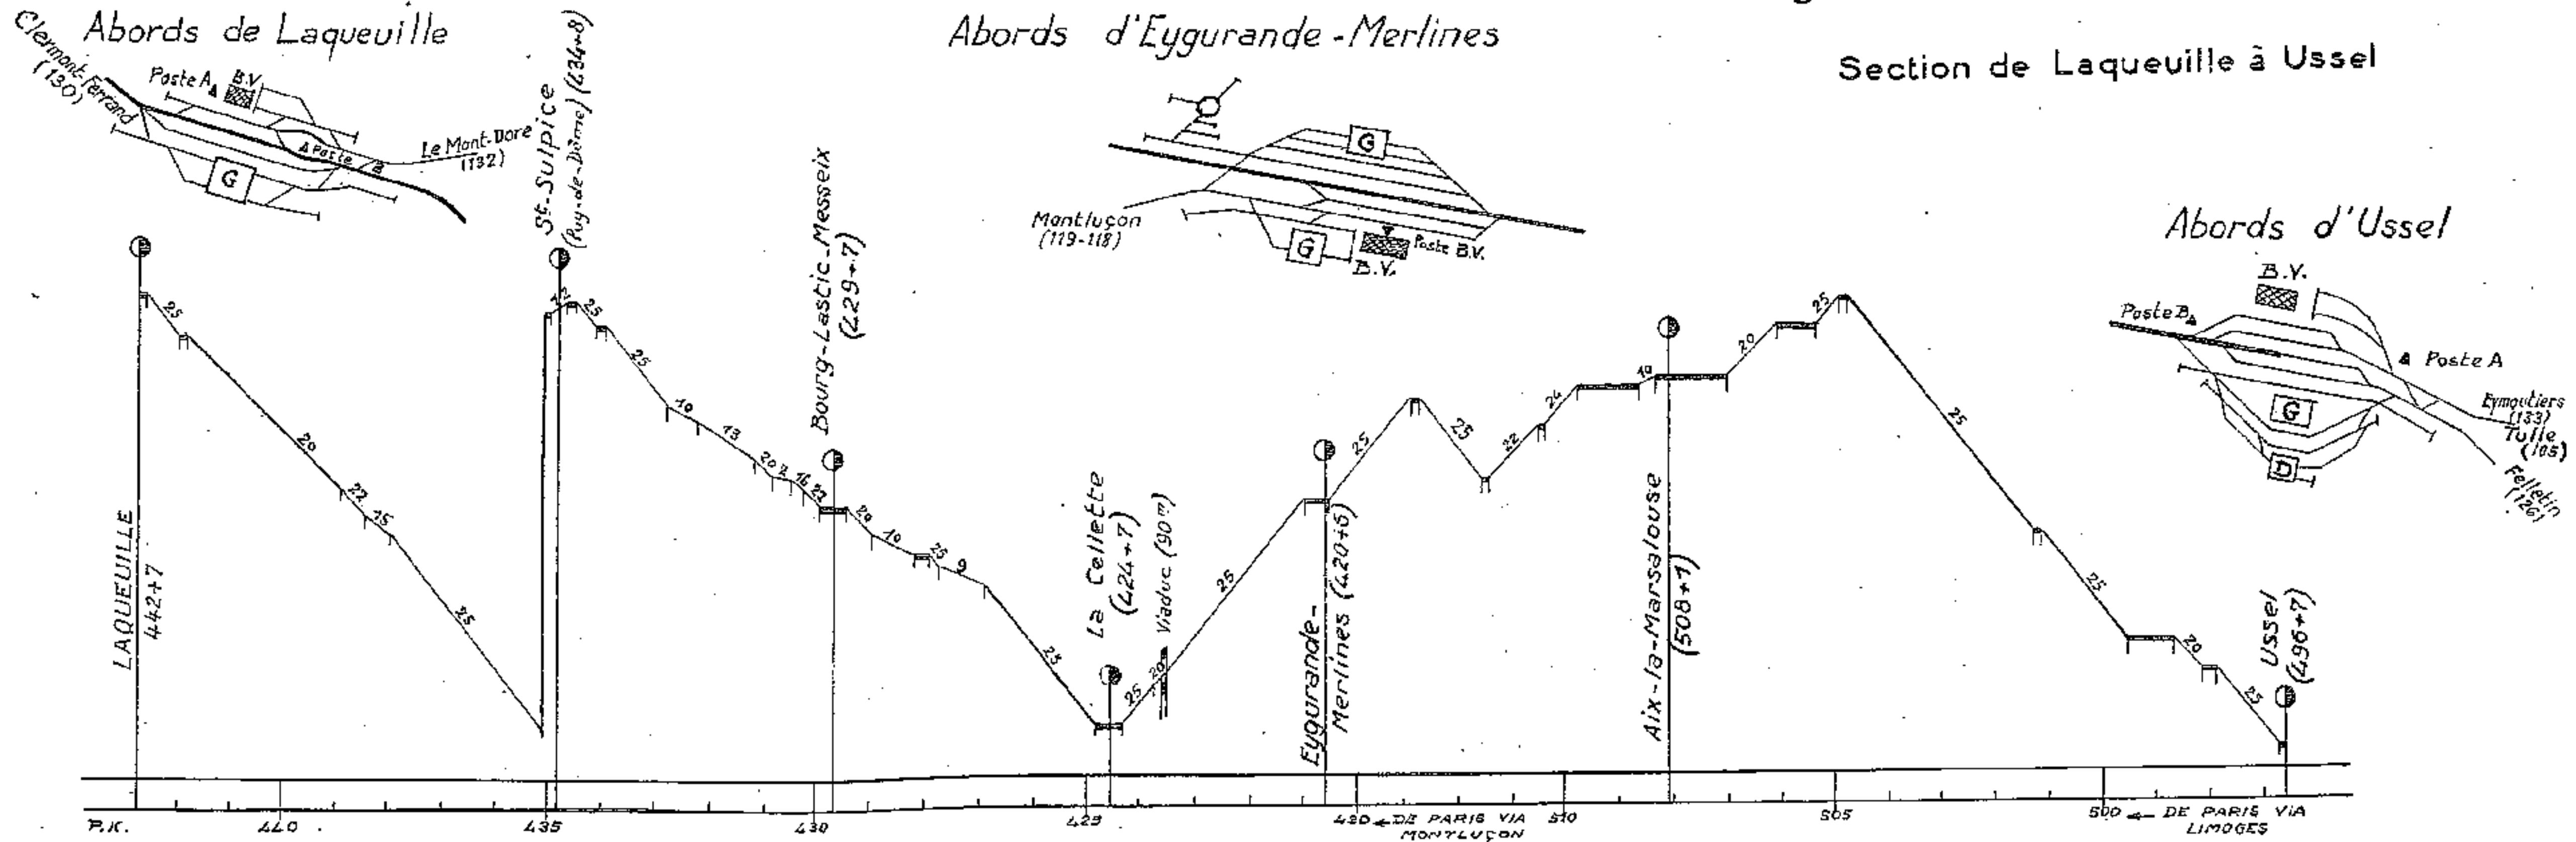 Section de Laqueuille à Ussel
Abords de Laqueuille
Clermont-Ferrand
(130)
Poste A
B.V.
Le Mont-Dore
(132)
G
Abords d'Eygurande-Merlines
G
Montluçon
(119-118)
G
B.V.
Poste B.V.
Abords d'Ussel
B.V.
Poste B
Poste A
G
D
Eymoutiers
(133)
Tulle
(105)
Felletin
(126)
LAQUEUILLE
442+7
25
20
22
15
25
St-Sulpice
(Puy-de-Dôme) (434+8)
25
25
10
13
20
16
22
Bourg-Lastic-Messeix
(429+7)
20
10
25
9
25
La Cellette
(424+7)
25
20
Viaduc (90m)
25
Eygurande-
Merlines (420+6)
25
25
22
24
10
Aix-la-Marsalouse
(508+1)
20
25
25
25
20
25
Ussel
(496+7)
P.K.
440
435
430
425
420 ← DE PARIS VIA
MONTLUÇON
510
505
500 ← DE PARIS VIA
LIMOGES